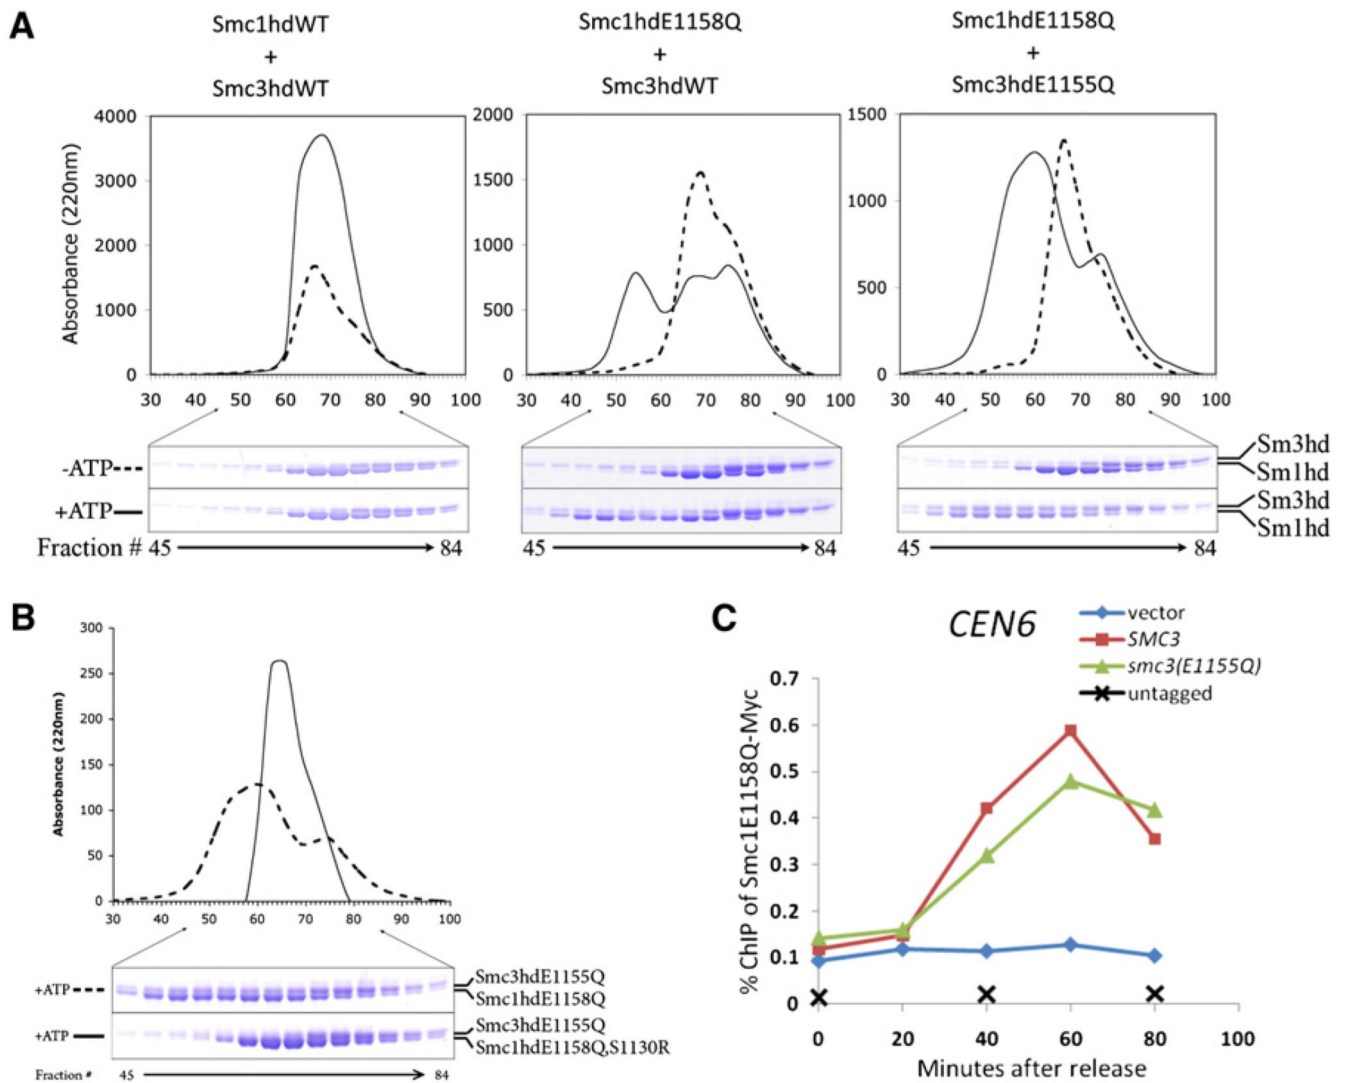 A
Smc1hdWT
+
Smc3hdWT
Smc1hdE1158Q
+
Smc3hdWT
Smc1hdE1158Q
+
Smc3hdE1155Q
Absorbance (220nm)
4000
3000
2000
1000
0
30 40 50 60 70 80 90 100
2000
1500
1000
500
0
30 40 50 60 70 80 90 100
1500
1000
500
0
30 40 50 60 70 80 90 100
-ATP
+ATP
Sm3hd
Sm1hd
Sm3hd
Sm1hd
Fraction # 45 84
45 84
45 84
B
Absorbance (220nm)
300
250
200
150
100
50
0
30 40 50 60 70 80 90 100
+ATP
Smc3hdE1155Q
Smc1hdE1158Q
+ATP
Smc3hdE1155Q
Smc1hdE1158Q,S1130R
Fraction # 45 84
C
CEN6
vector
SMC3
smc3(E1155Q)
untagged
% ChIP of Smc1E1158Q-Myc
0.7
0.6
0.5
0.4
0.3
0.2
0.1
0
0 20 40 60 80 100
Minutes after release